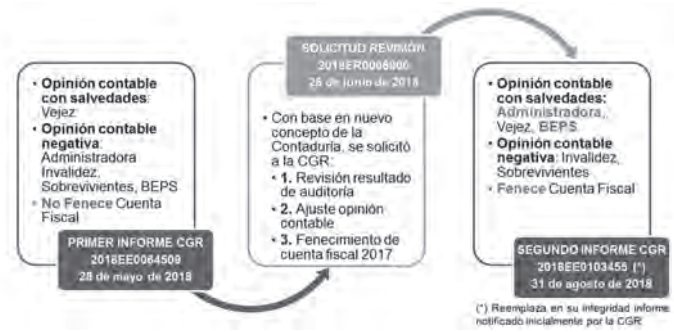 • Opinión contable
con salvedades:
Vejez
• Opinión contable
negativa:
Administradora
Invalidez,
Sobrevivientes, BEPS
• No Fenece Cuenta
Fiscal
PRIMER INFORME CGR
2018EE0064509
28 de mayo de 2018
SOLICITUD REVISIÓN
26 de junio de 2018
• Con base en nuevo
concepto de la
Contaduría, se solicitó
a la CGR:
• 1. Revisión resultado
de auditoría
• 2. Ajuste opinión
contable
• 3. Fenecimiento de
cuenta fiscal 2017
• Opinión contable
con salvedades:
Administradora,
Vejez, BEPS
• Opinión contable
negativa: Invalidez,
Sobrevivientes
• Fenece Cuenta Fiscal
SEGUNDO INFORME CGR
2018EE0103455 (*)
31 de agosto de 2018
(*) Reemplaza en su integridad informe
notificado inicialmente por la CGR